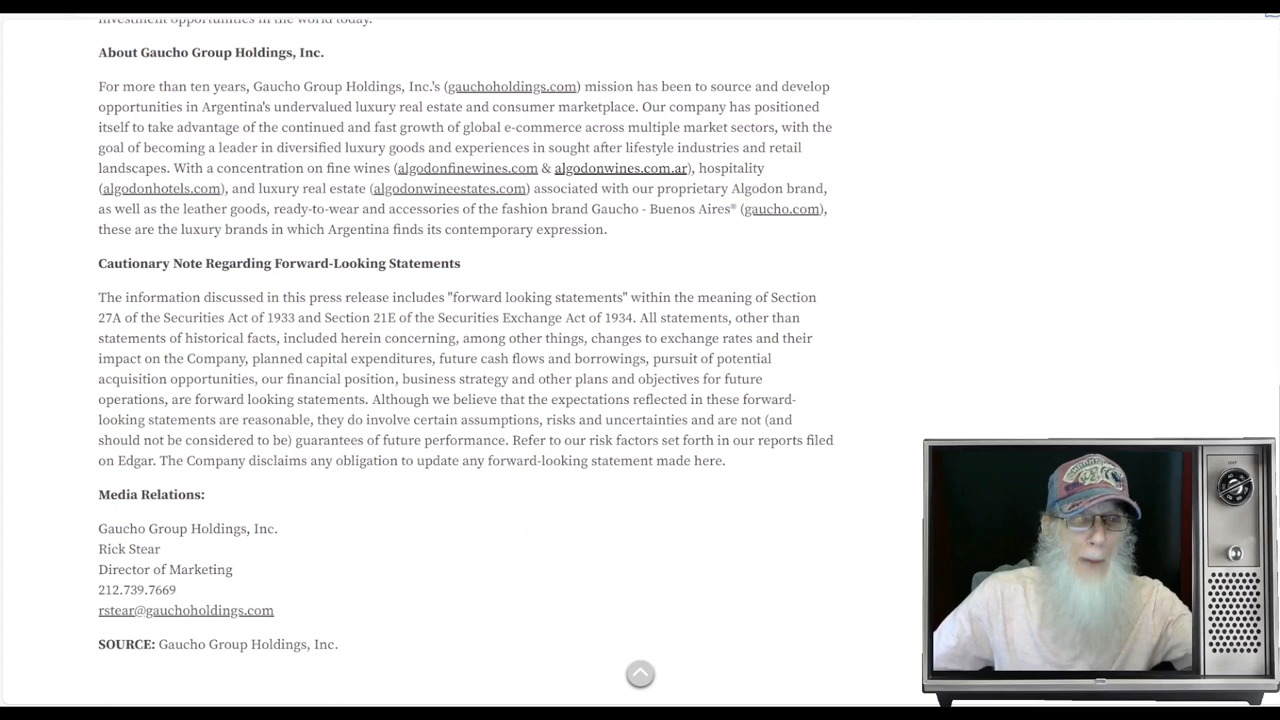 investment opportunities in the world today.
About Gaucho Group Holdings, Inc.
For more than ten years, Gaucho Group Holdings, Inc.'s (gauchoholdings.com) mission has been to source and develop
opportunities in Argentina's undervalued luxury real estate and consumer marketplace. Our company has positioned
itself to take advantage of the continued and fast growth of global e-commerce across multiple market sectors, with the
goal of becoming a leader in diversified luxury goods and experiences in sought after lifestyle industries and retail
landscapes. With a concentration on fine wines (algodonfinewines.com & algodonwines.com.ar), hospitality
(algodonhotels.com), and luxury real estate (algodonwineestates.com) associated with our proprietary Algodon brand,
as well as the leather goods, ready-to-wear and accessories of the fashion brand Gaucho - Buenos Aires® (gaucho.com),
these are the luxury brands in which Argentina finds its contemporary expression.
Cautionary Note Regarding Forward-Looking Statements
The information discussed in this press release includes "forward looking statements" within the meaning of Section
27A of the Securities Act of 1933 and Section 21E of the Securities Exchange Act of 1934. All statements, other than
statements of historical facts, included herein concerning, among other things, changes to exchange rates and their
impact on the Company, planned capital expenditures, future cash flows and borrowings, pursuit of potential
acquisition opportunities, our financial position, business strategy and other plans and objectives for future
operations, are forward looking statements. Although we believe that the expectations reflected in these forward-
looking statements are reasonable, they do involve certain assumptions, risks and uncertainties and are not (and
should not be considered to be) guarantees of future performance. Refer to our risk factors set forth in our reports filed
on Edgar. The Company disclaims any obligation to update any forward-looking statement made here.
Media Relations:
Gaucho Group Holdings, Inc.
Rick Stear
Director of Marketing
212.739.7669
rstear@gauchoholdings.com
SOURCE: Gaucho Group Holdings, Inc.